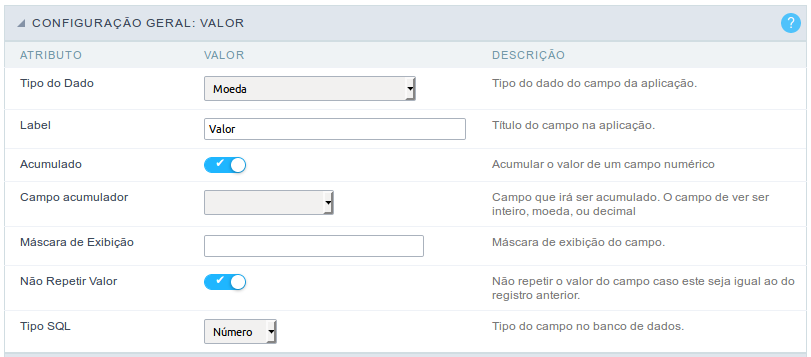 CONFIGURAÇÃO GERAL: VALOR
?
ATRIBUTO VALOR DESCRIÇÃO
Tipo do Dado Moeda Tipo do dado do campo da aplicação.
Label Valor Título do campo na aplicação.
Acumulado Acumular o valor de um campo numérico
Campo acumulador Campo que irá ser acumulado. O campo de ver ser
inteiro, moeda, ou decimal
Máscara de Exibição Máscara de exibição do campo.
Não Repetir Valor Não repetir o valor do campo caso este seja igual ao do
registro anterior.
Tipo SQL Número Tipo do campo no banco de dados.